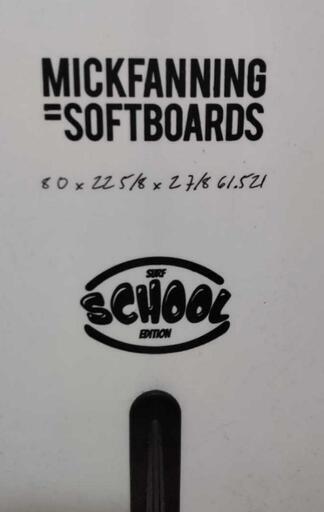 MICKFANNING
=SOFTBOARDS
8 0 x 22 5/8 x 2 7/8 61.52l
SURF
SCHOOL
EDITION